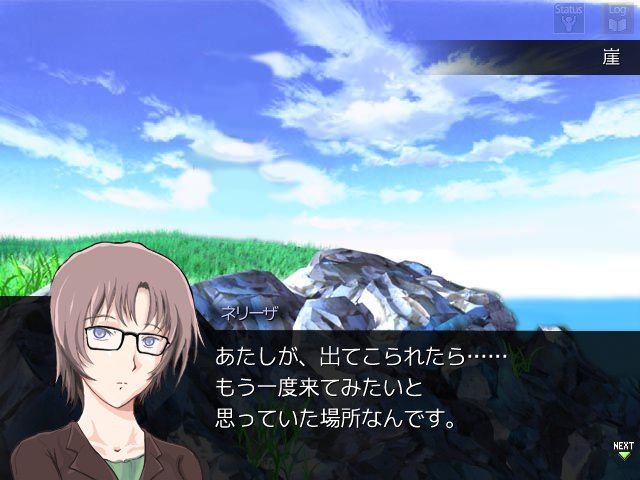 Status
Log
崖
ネリーザ
あたしが、出てこられたら……
もう一度来てみたいと
思っていた場所なんです。
NEXT